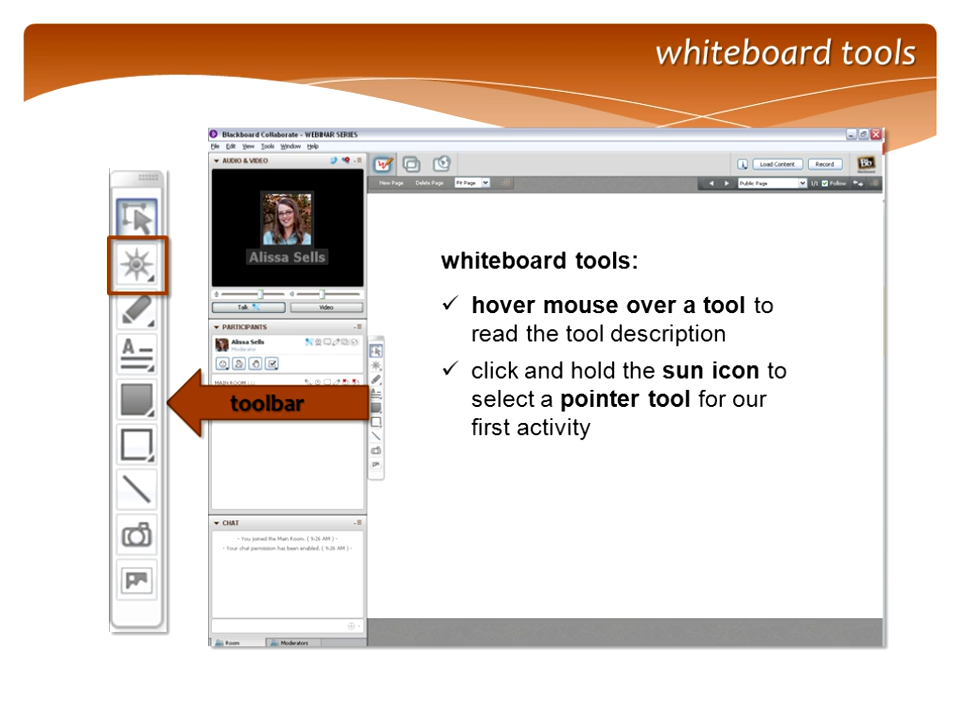 whiteboard tools
Blackboard Collaborate - WEBINAR SERIES
File Edit View Tools Window Help
AUDIO & VIDEO
Alissa Sells
Talk Video
PARTICIPANTS
Alissa Sells
Moderator
MAIN ROOM
toolbar
CHAT
- You joined the Main Room. ( 9:26 AM ) -
- Your chat permission has been enabled. ( 9:26 AM ) -
Room Moderators
Load Content Record
Bb
New Page Delete Page Fit Page Public Page 1/1 Follow
whiteboard tools:
✓ hover mouse over a tool to
read the tool description
✓ click and hold the sun icon to
select a pointer tool for our
first activity
A
A